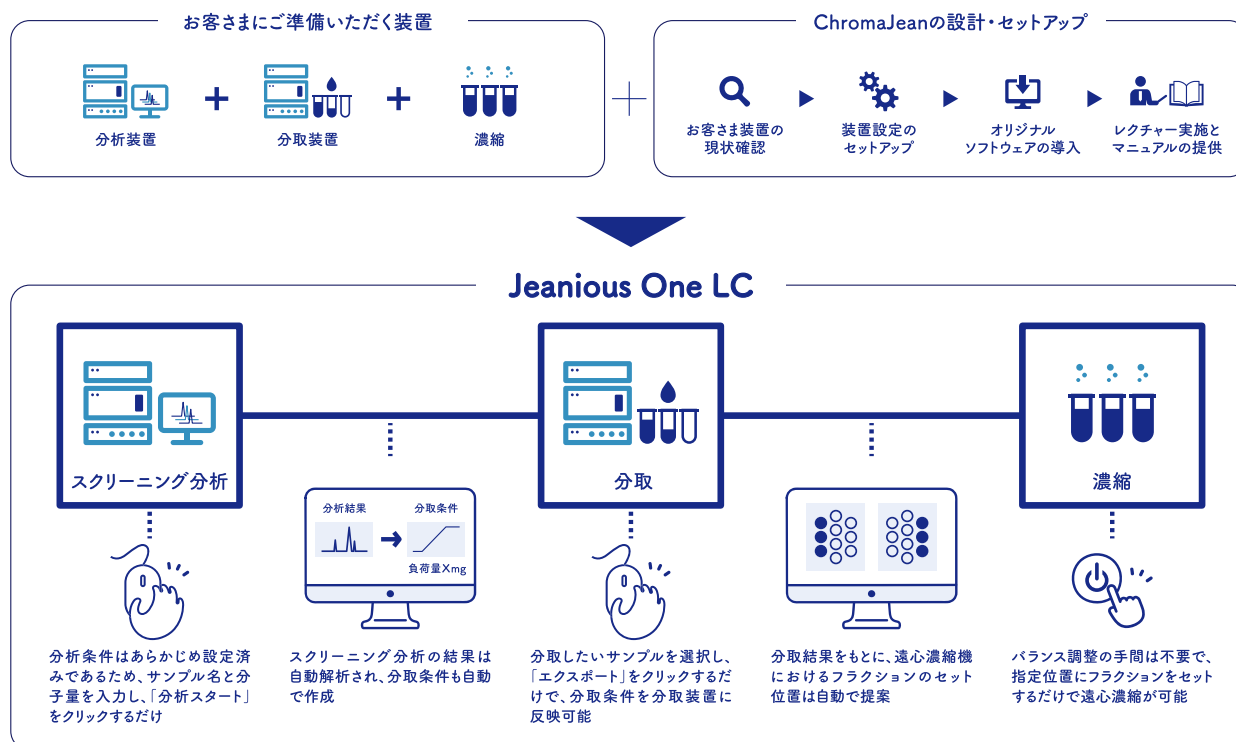 お客さまにご準備いただく装置
分析装置
分取装置
濃縮
ChromaJeanの設計・セットアップ
お客さま装置の
現状確認
装置設定の
セットアップ
オリジナル
ソフトウェアの導入
レクチャー実施と
マニュアルの提供
Jeanious One LC
スクリーニング分析
分取
濃縮
分析結果
分取条件
負荷量Xmg
分析条件はあらかじめ設定済
みであるため、サンプル名と分
子量を入力し、「分析スタート」
をクリックするだけ
スクリーニング分析の結果は
自動解析され、分取条件も自動
で作成
分取したいサンプルを選択し、
「エクスポート」をクリックするだ
けで、分取条件を分取装置に
反映可能
分取結果をもとに、遠心濃縮機
におけるフラクションのセット
位置は自動で提案
バランス調整の手間は不要で、
指定位置にフラクションをセット
するだけで遠心濃縮が可能